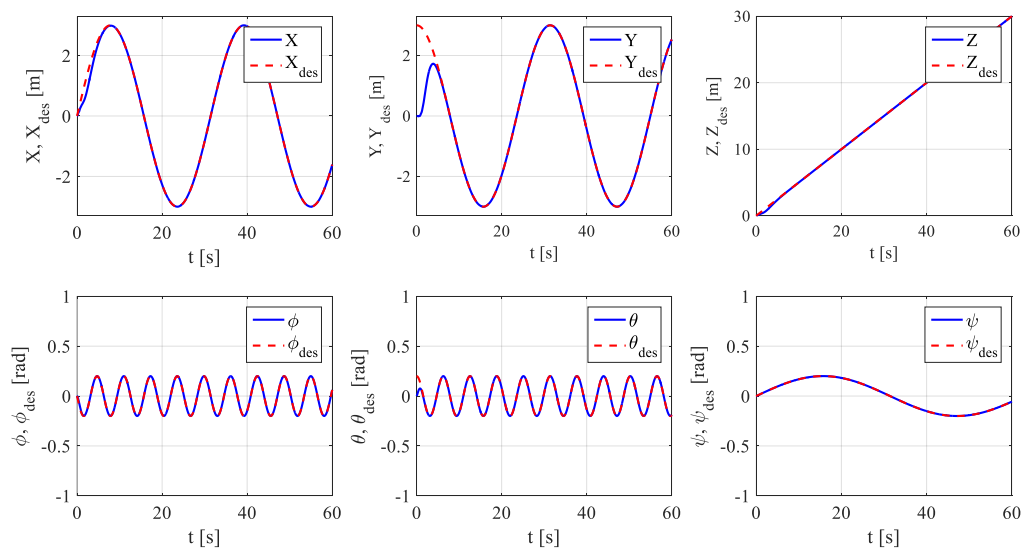 X, X_des [m]
2
0
-2
0
20
40
60
t [s]
X
X_des
Y, Y_des [m]
2
0
-2
0
20
40
60
t [s]
Y
Y_des
Z, Z_des [m]
30
20
10
0
0
20
40
60
t [s]
Z
Z_des
ϕ, ϕ_des [rad]
1
0.5
0
-0.5
-1
0
20
40
60
t [s]
ϕ
ϕ_des
θ, θ_des [rad]
1
0.5
0
-0.5
-1
0
20
40
60
t [s]
θ
θ_des
ψ, ψ_des [rad]
1
0.5
0
-0.5
-1
0
20
40
60
t [s]
ψ
ψ_des